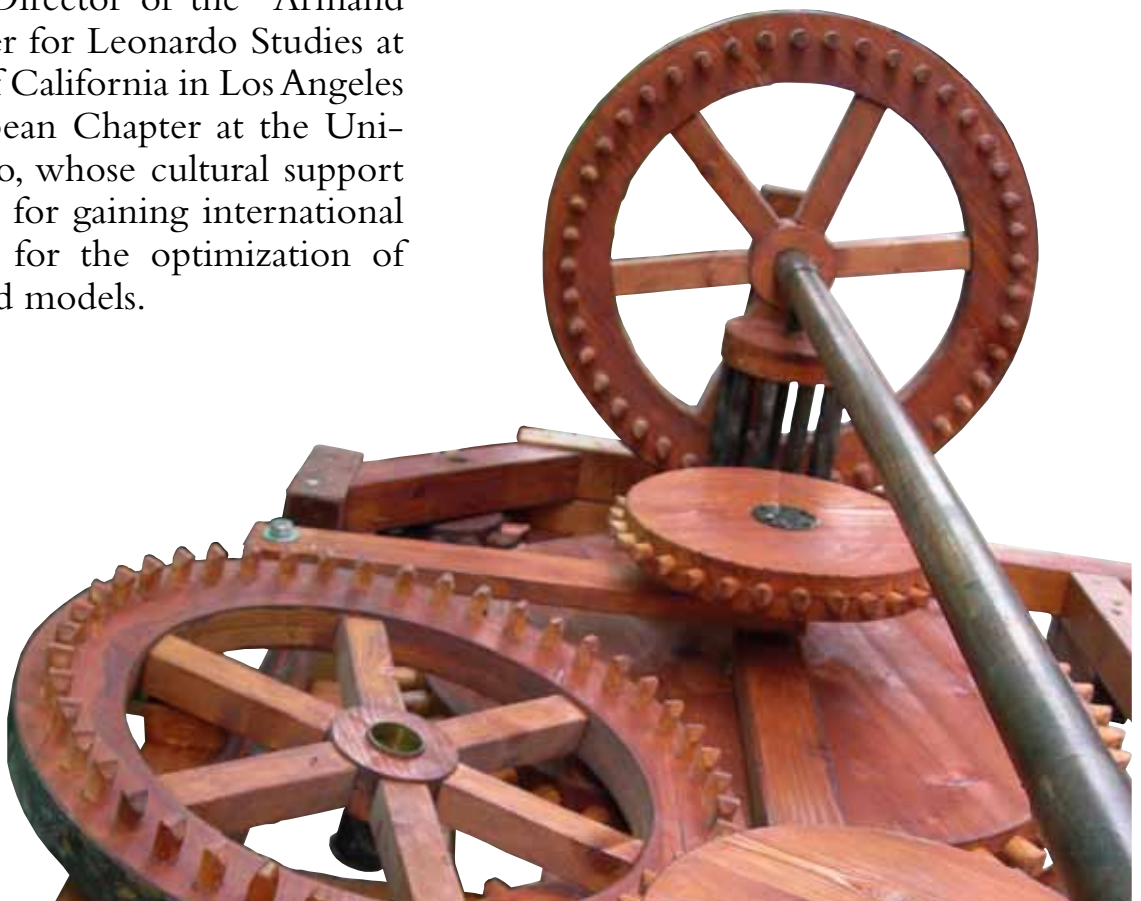 Director of the "Armand
er for Leonardo Studies at
f California in Los Angeles
pean Chapter at the Uni-
o, whose cultural support
for gaining international
for the optimization of
d models.